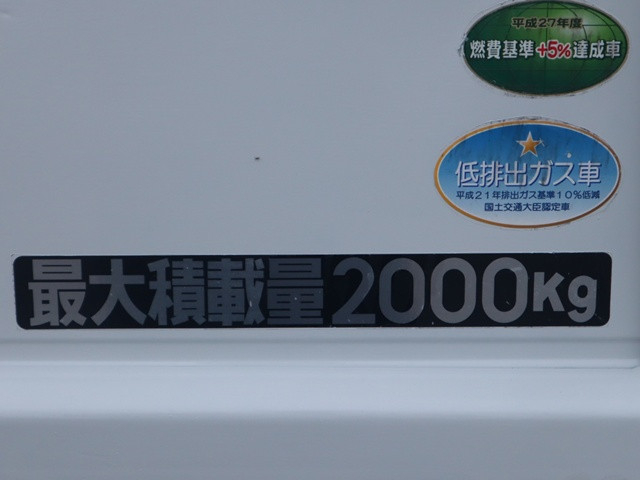 平成27年度
燃費基準+5%達成車
低排出ガス車
平成21年排出ガス基準10%低減
国土交通大臣認定車
最大積載量2000Kg